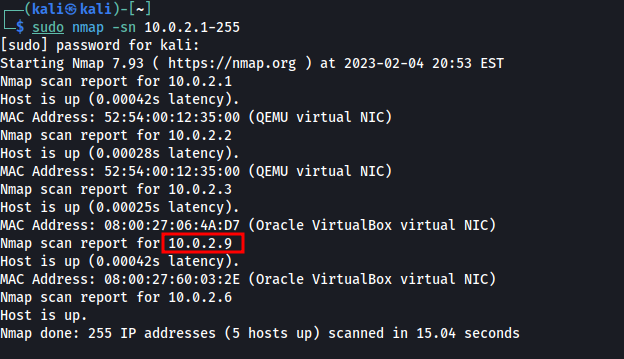 ┌──(kali㉿kali)-[~]
└─$ sudo nmap -sn 10.0.2.1-255
[sudo] password for kali:
Starting Nmap 7.93 ( https://nmap.org ) at 2023-02-04 20:53 EST
Nmap scan report for 10.0.2.1
Host is up (0.00042s latency).
MAC Address: 52:54:00:12:35:00 (QEMU virtual NIC)
Nmap scan report for 10.0.2.2
Host is up (0.00028s latency).
MAC Address: 52:54:00:12:35:00 (QEMU virtual NIC)
Nmap scan report for 10.0.2.3
Host is up (0.00025s latency).
MAC Address: 08:00:27:06:4A:D7 (Oracle VirtualBox virtual NIC)
Nmap scan report for 10.0.2.9
Host is up (0.00042s latency).
MAC Address: 08:00:27:60:03:2E (Oracle VirtualBox virtual NIC)
Nmap scan report for 10.0.2.6
Host is up.
Nmap done: 255 IP addresses (5 hosts up) scanned in 15.04 seconds